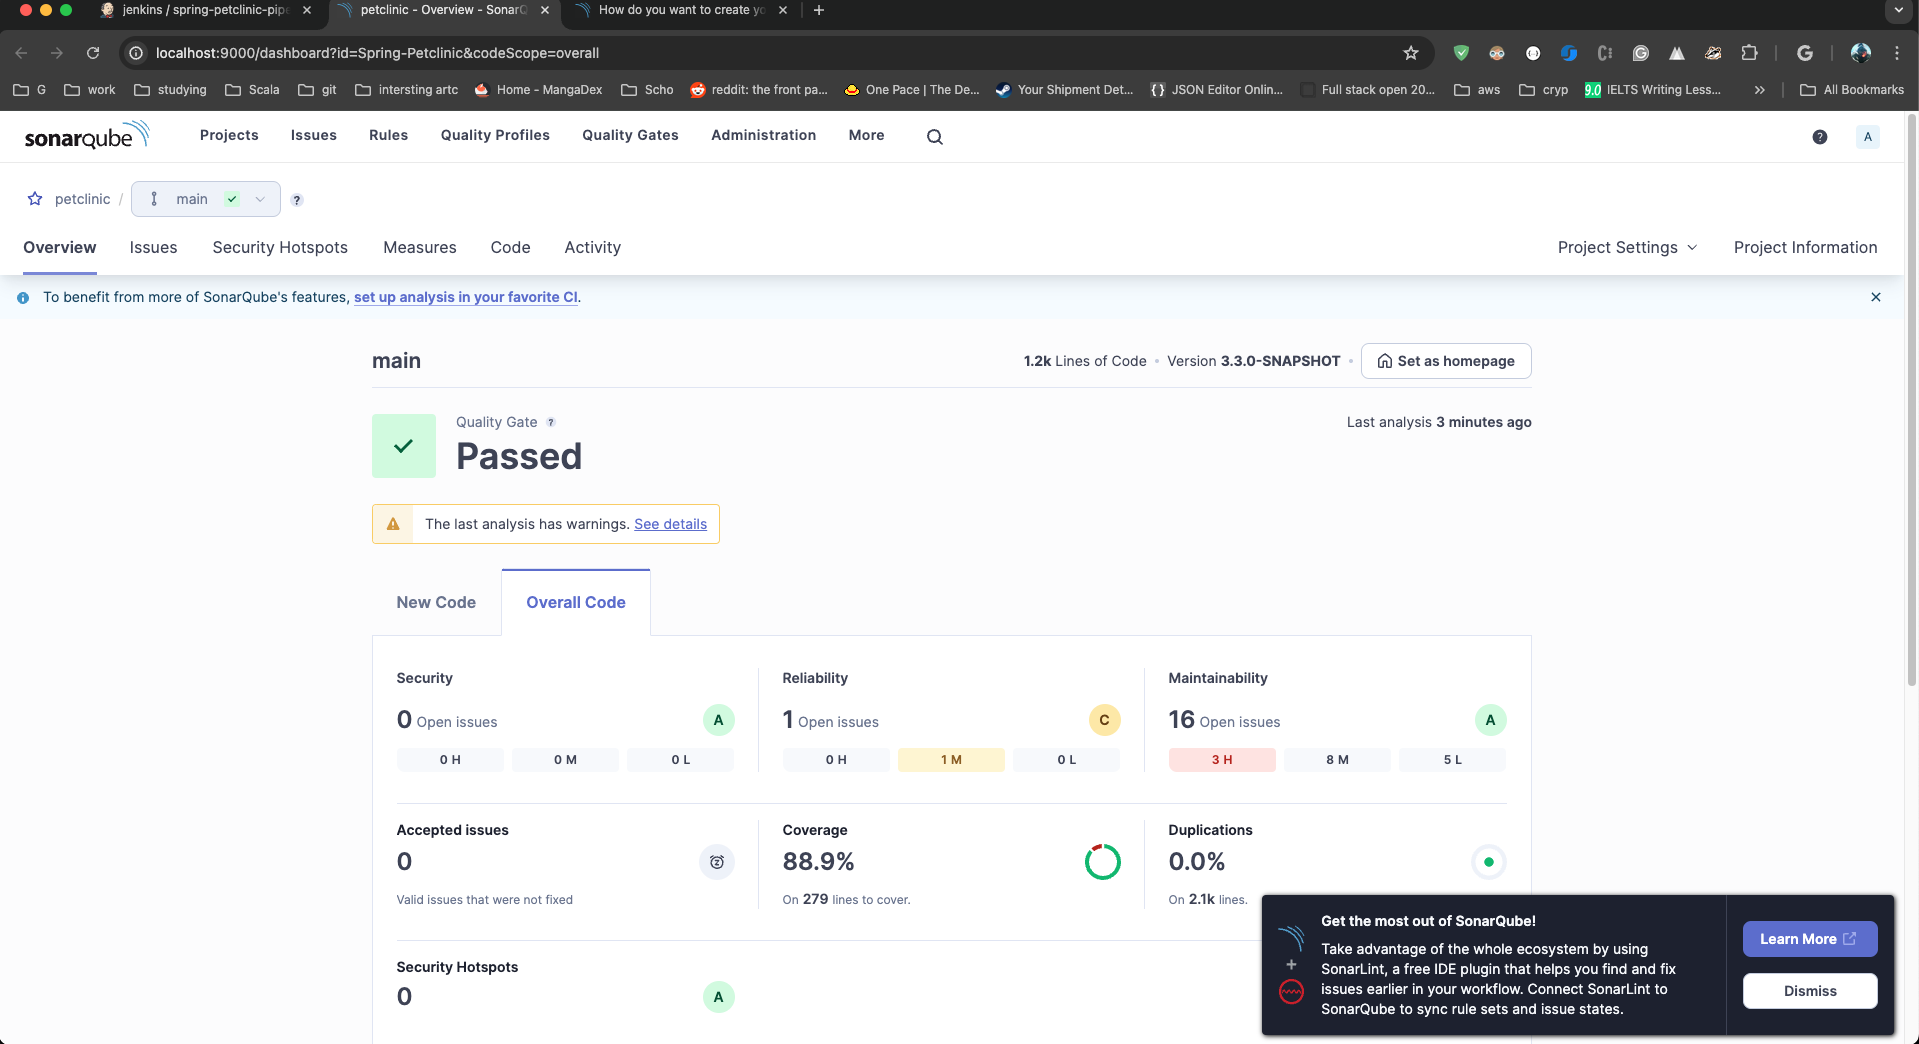 jenkins / spring-petclinic-pip
petclinic - Overview - SonarQ
How do you want to create yo
localhost:9000/dashboard?id=Spring-Petclinic&codeScope=overall
G work studying Scala git intersting artc Home - MangaDex Scho reddit: the front pa... One Pace | The De... Your Shipment Det... JSON Editor Onlin... Full stack open 20... aws cryp 9.0 IELTS Writing Less... » All Bookmarks
sonarqube Projects Issues Rules Quality Profiles Quality Gates Administration More ? A
petclinic / main ?
Overview Issues Security Hotspots Measures Code Activity Project Settings Project Information
To benefit from more of SonarQube's features, set up analysis in your favorite CI.
main 1.2k Lines of Code • Version 3.3.0-SNAPSHOT • Set as homepage
Quality Gate ? Last analysis 3 minutes ago
Passed
The last analysis has warnings. See details
New Code Overall Code
Security Reliability Maintainability
0 Open issues A 1 Open issues C 16 Open issues A
0 H 0 M 0 L 0 H 1 M 0 L 3 H 8 M 5 L
Accepted issues Coverage Duplications
0 88.9% 0.0%
Valid issues that were not fixed On 279 lines to cover. On 2.1k lines.
Security Hotspots
0 A
Get the most out of SonarQube!
Take advantage of the whole ecosystem by using
SonarLint, a free IDE plugin that helps you find and fix
issues earlier in your workflow. Connect SonarLint to
SonarQube to sync rule sets and issue states.
Learn More
Dismiss